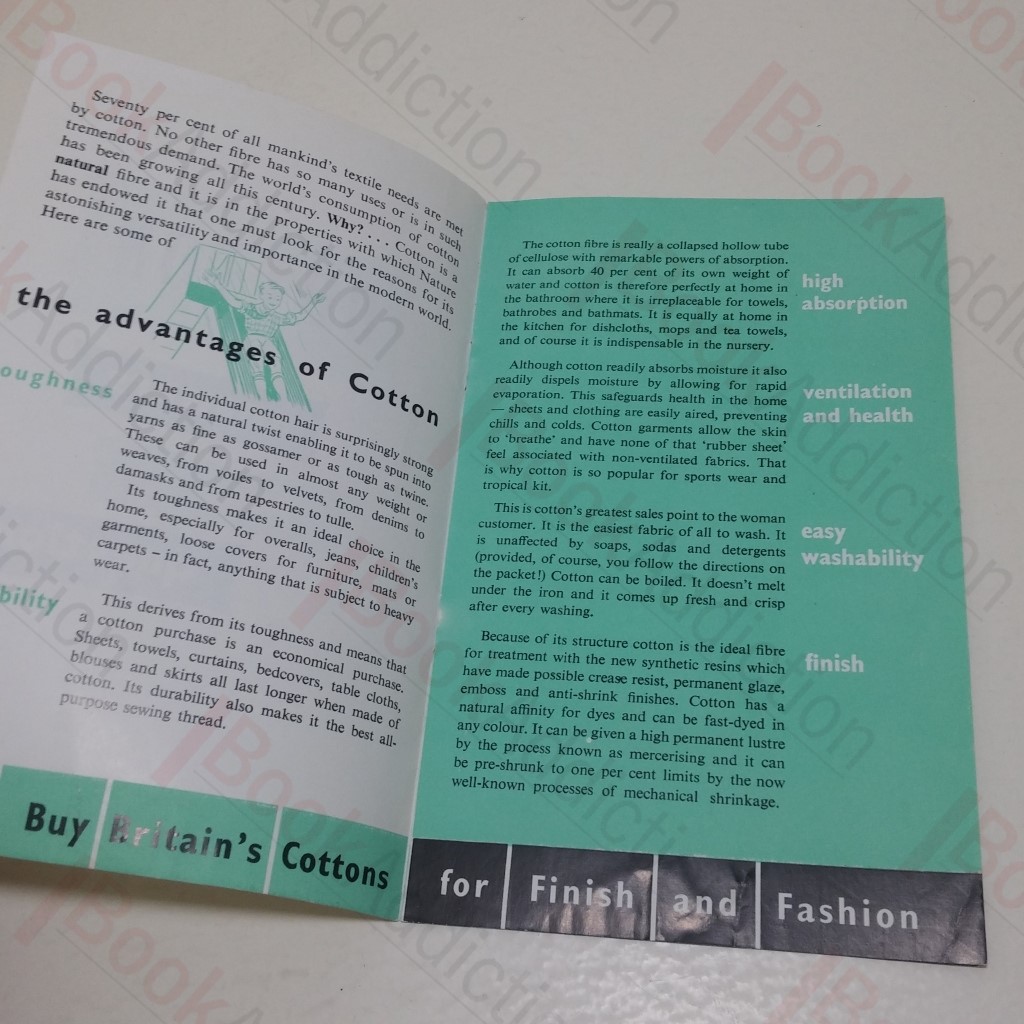 Seventy per cent of all mankind's textile needs are met
by cotton. No other fibre has so many uses or is in such
tremendous demand. The world's consumption of cotton
has been growing all this century. Why? . . . Cotton is a
natural fibre and it is in the properties with which Nature
has endowed it that one must look for the reasons for its
astonishing versatility and importance in the modern world.
Here are some of
the advantages of Cotton
oughness
The individual cotton hair is surprisingly strong
and has a natural twist enabling it to be spun into
yarns as fine as gossamer or as tough as twine.
These can be used in almost any weight or
weaves, from voiles to velvets, from denims to
damasks and from tapestries to tulle.
Its toughness makes it an ideal choice in the
home, especially for overalls, jeans, children's
garments, loose covers for furniture, mats or
carpets – in fact, anything that is subject to heavy
wear.
bility
This derives from its toughness and means that
a cotton purchase is an economical purchase.
Sheets, towels, curtains, bedcovers, table cloths,
blouses and skirts all last longer when made of
cotton. Its durability also makes it the best all-
purpose sewing thread.
Buy Britain's Cottons
The cotton fibre is really a collapsed hollow tube
of cellulose with remarkable powers of absorption.
It can absorb 40 per cent of its own weight of
water and cotton is therefore perfectly at home in
the bathroom where it is irreplaceable for towels,
bathrobes and bathmats. It is equally at home in
the kitchen for dishcloths, mops and tea towels,
and of course it is indispensable in the nursery.
high
absorption
Although cotton readily absorbs moisture it also
readily dispels moisture by allowing for rapid
evaporation. This safeguards health in the home
— sheets and clothing are easily aired, preventing
chills and colds. Cotton garments allow the skin
to 'breathe' and have none of that 'rubber sheet'
feel associated with non-ventilated fabrics. That
is why cotton is so popular for sports wear and
tropical kit.
ventilation
and health
This is cotton's greatest sales point to the woman
customer. It is the easiest fabric of all to wash. It
is unaffected by soaps, sodas and detergents
(provided, of course, you follow the directions on
the packet!) Cotton can be boiled. It doesn't melt
under the iron and it comes up fresh and crisp
after every washing.
easy
washability
Because of its structure cotton is the ideal fibre
for treatment with the new synthetic resins which
have made possible crease resist, permanent glaze,
emboss and anti-shrink finishes. Cotton has a
natural affinity for dyes and can be fast-dyed in
any colour. It can be given a high permanent lustre
by the process known as mercerising and it can
be pre-shrunk to one per cent limits by the now
well-known processes of mechanical shrinkage.
finish
for Finish and Fashion
BookAddiction